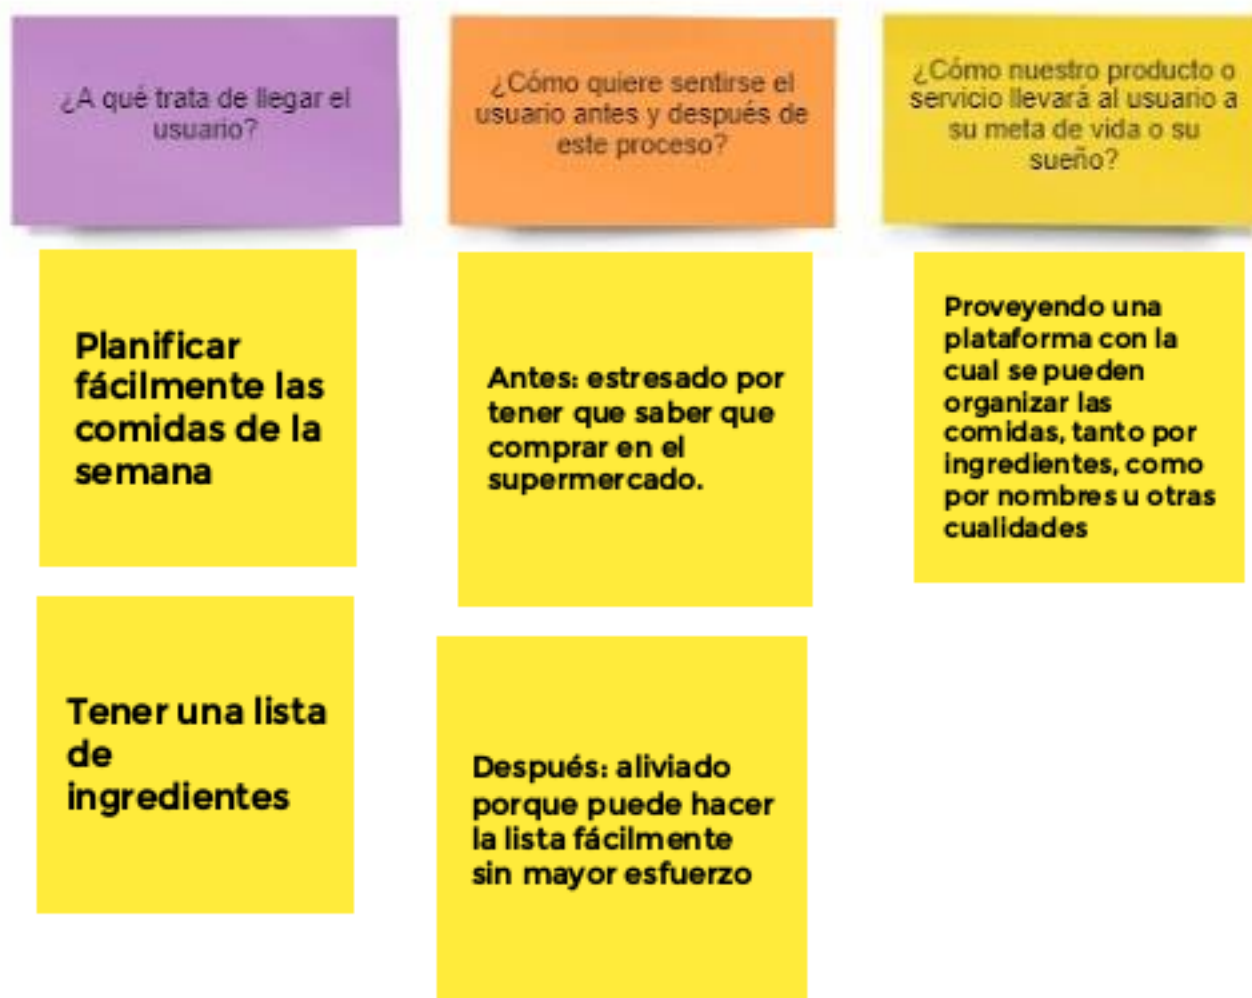 ¿A qué trata de llegar el
usuario?
¿Cómo quiere sentirse el
usuario antes y después de
este proceso?
¿Cómo nuestro producto o
servicio llevará al usuario a
su meta de vida o su
sueño?
Planificar
fácilmente las
comidas de la
semana
Tener una lista
de
ingredientes
Antes: estresado por
tener que saber que
comprar en el
supermercado.
Después: aliviado
porque puede hacer
la lista fácilmente
sin mayor esfuerzo
Proveyendo una
plataforma con la
cual se pueden
organizar las
comidas, tanto por
ingredientes, como
por nombres u otras
cualidades